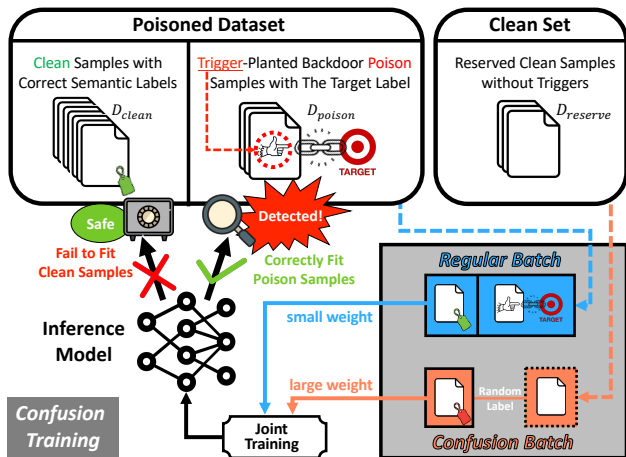 Poisoned Dataset
Clean Set
Clean Samples with
Correct Semantic Labels
Trigger-Planted Backdoor Poison
Samples with The Target Label
Reserved Clean Samples
without Triggers
D_clean
D_poison
D_reserve
TARGET
Safe
Detected!
Fail to Fit
Clean Samples
Correctly Fit
Poison Samples
Regular Batch
TARGET
small weight
Inference
Model
large weight
Random
Label
Confusion
Training
Joint
Training
Confusion Batch